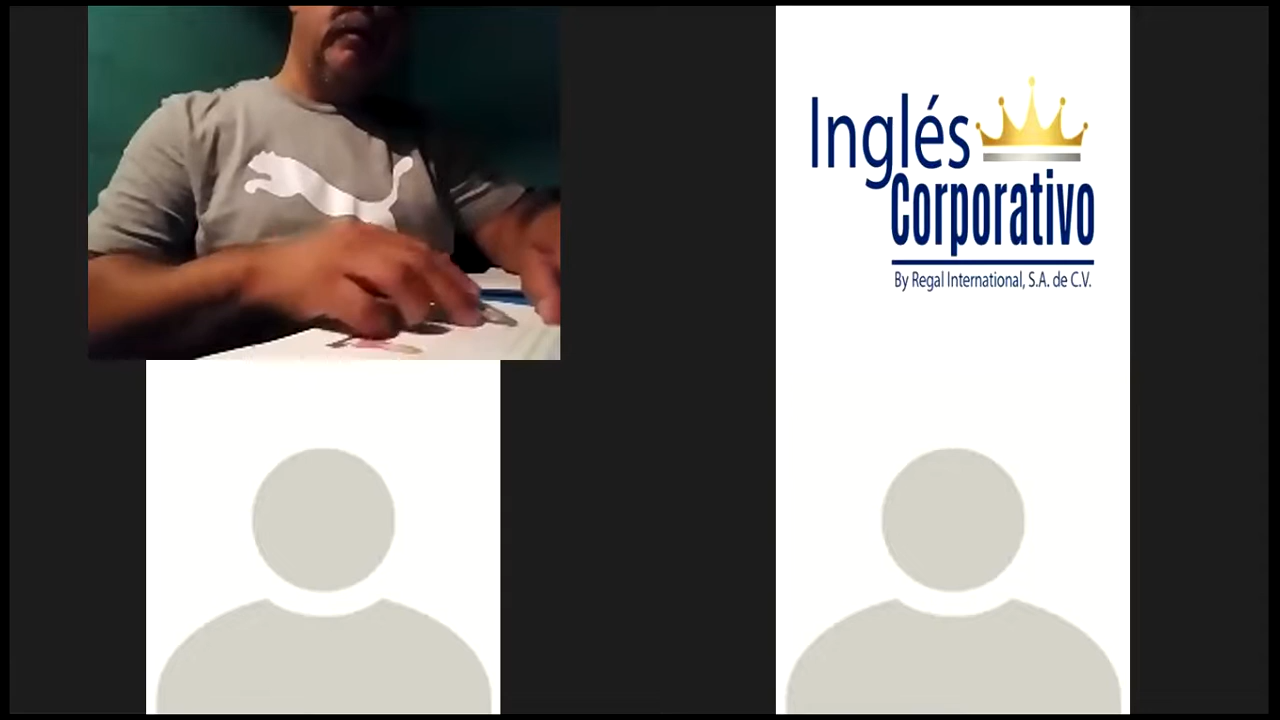 Inglés
Corporativo
By Regal International, S.A. de C.V.